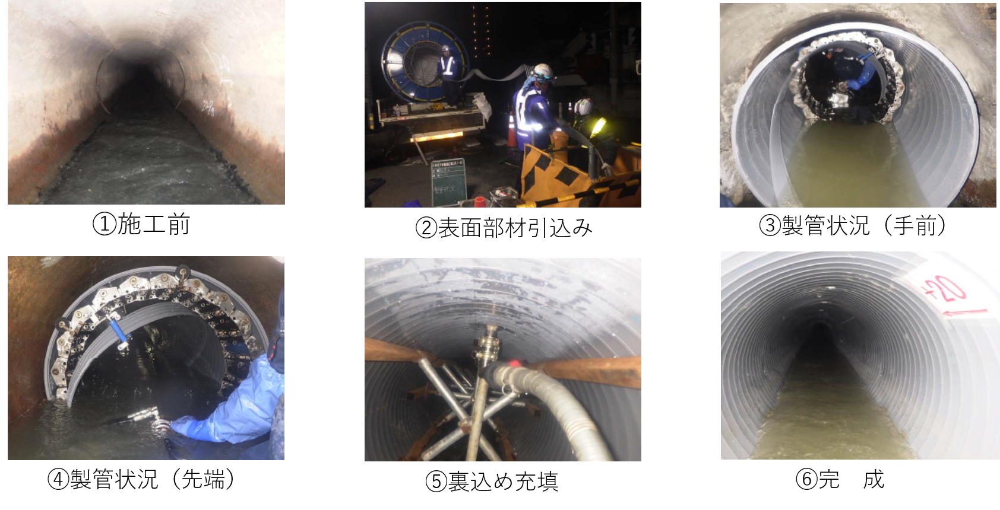 ①施工前
②表面部材引込み
③製管状況（手前）
+20
④製管状況（先端）
⑤裏込め充填
⑥完　成